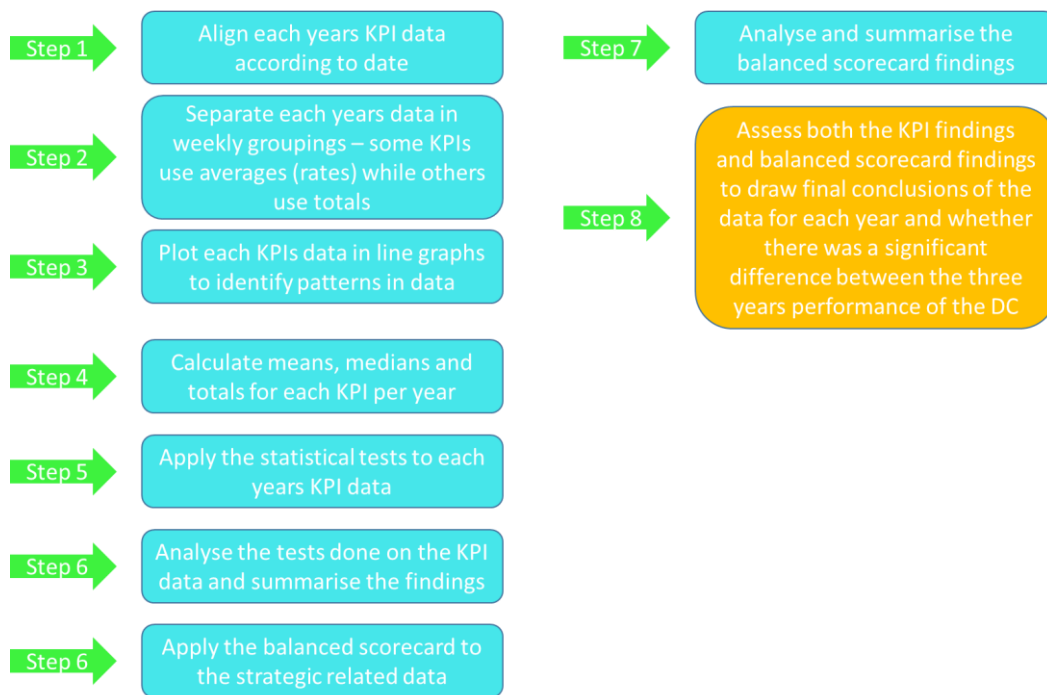 Step 1
Align each years KPI data
according to date
Step 2
Separate each years data in
weekly groupings – some KPIs
use averages (rates) while others
use totals
Step 3
Plot each KPIs data in line graphs
to identify patterns in data
Step 4
Calculate means, medians and
totals for each KPI per year
Step 5
Apply the statistical tests to each
years KPI data
Step 6
Analyse the tests done on the KPI
data and summarise the findings
Step 6
Apply the balanced scorecard to
the strategic related data
Step 7
Analyse and summarise the
balanced scorecard findings
Step 8
Assess both the KPI findings
and balanced scorecard findings
to draw final conclusions of the
data for each year and whether
there was a significant
difference between the three
years performance of the DC